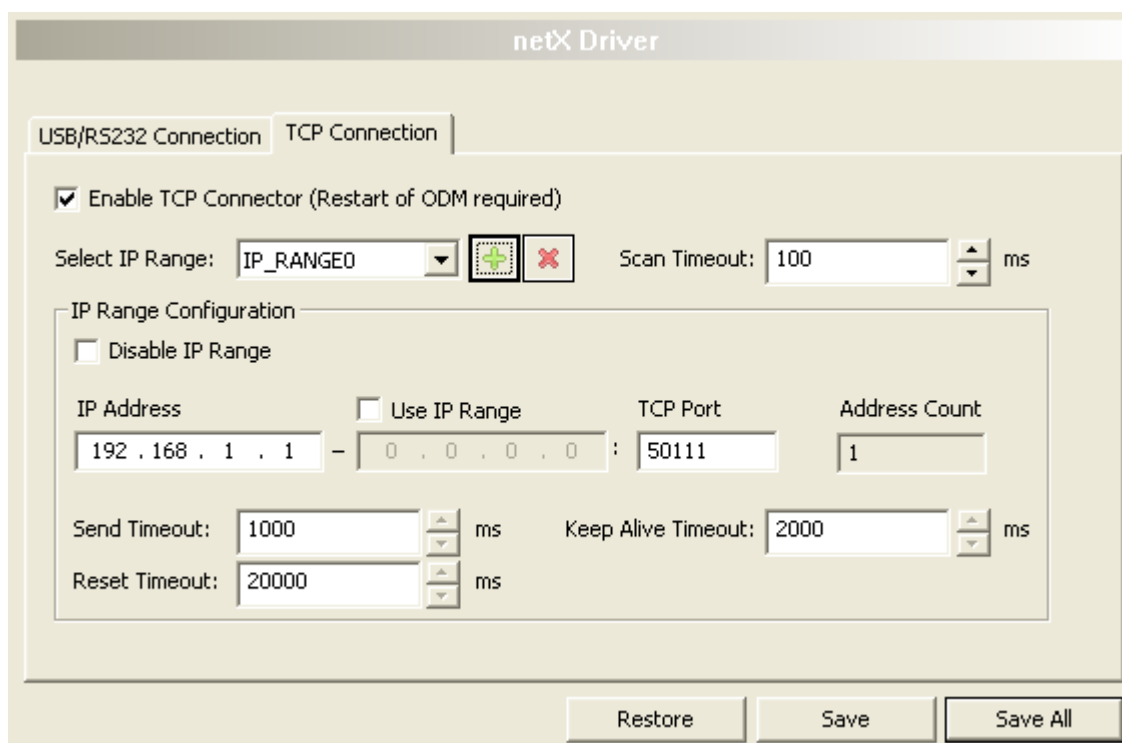 netX Driver
USB/RS232 Connection TCP Connection
Enable TCP Connector (Restart of ODM required)
Select IP Range: IP_RANGE0 Scan Timeout: 100 ms
IP Range Configuration
Disable IP Range
IP Address Use IP Range TCP Port Address Count
192 . 168 . 1 . 1 – 0 . 0 . 0 . 0 : 50111 1
Send Timeout: 1000 ms Keep Alive Timeout: 2000 ms
Reset Timeout: 20000 ms
Restore Save Save All